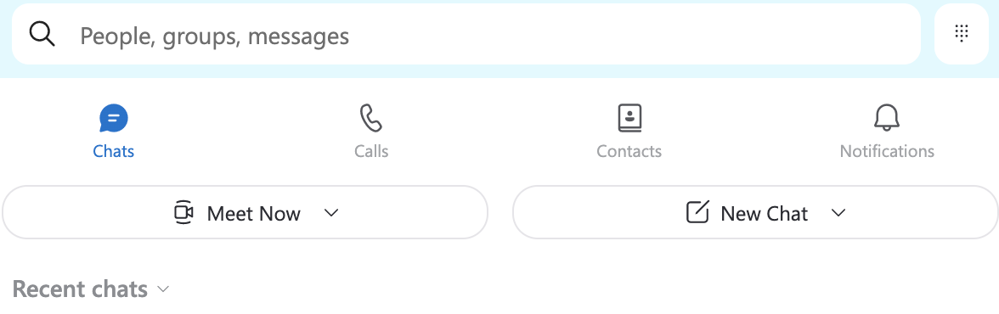 People, groups, messages
Chats Calls Contacts Notifications
Meet Now New Chat
Recent chats